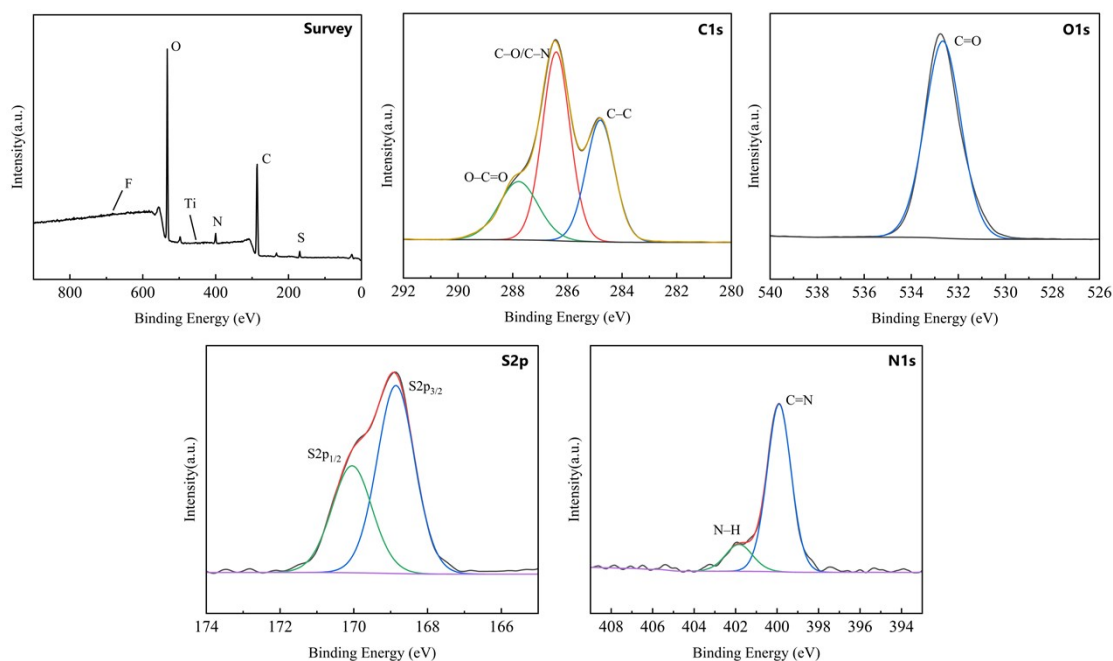 Survey
O
F
Ti
N
C
S
Intensity(a.u.)
800 600 400 200 0
Binding Energy (eV)
C1s
C–O/C–N
C–C
O–C=O
Intensity(a.u.)
292 290 288 286 284 282 280
Binding Energy (eV)
O1s
C=O
Intensity(a.u.)
540 538 536 534 532 530 528 526
Binding Energy (eV)
S2p
S2p3/2
S2p1/2
Intensity(a.u.)
174 172 170 168 166
Binding Energy (eV)
N1s
C=N
N–H
Intensity(a.u.)
408 406 404 402 400 398 396 394
Binding Energy (eV)